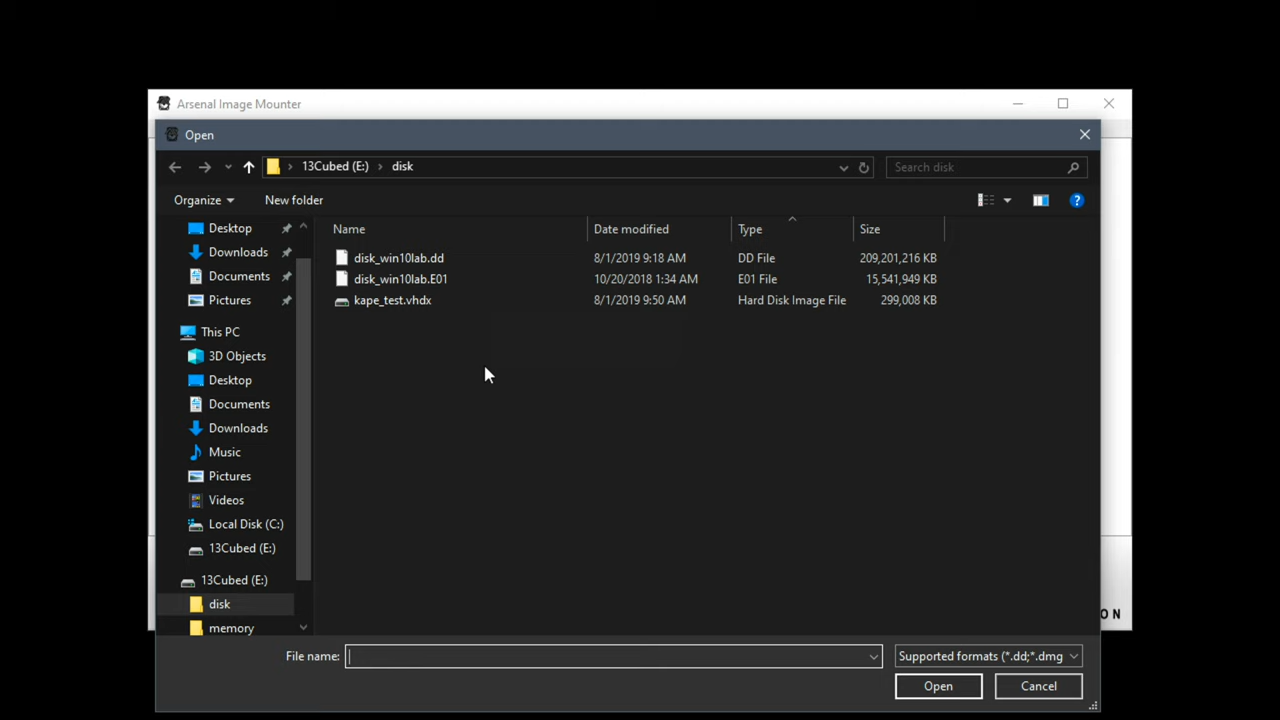 Arsenal Image Mounter
Open
13Cubed (E:) disk
Search disk
Organize
New folder
Name Date modified Type Size
disk_win10lab.dd 8/1/2019 9:18 AM DD File 209,201,216 KB
disk_win10lab.E01 10/20/2018 1:34 AM E01 File 15,541,949 KB
kape_test.vhdx 8/1/2019 9:50 AM Hard Disk Image File 299,008 KB
Desktop
Downloads
Documents
Pictures
This PC
3D Objects
Desktop
Documents
Downloads
Music
Pictures
Videos
Local Disk (C:)
13Cubed (E:)
13Cubed (E:)
disk
memory
ON
File name:
Supported formats (*.dd;*.dmg
Open
Cancel